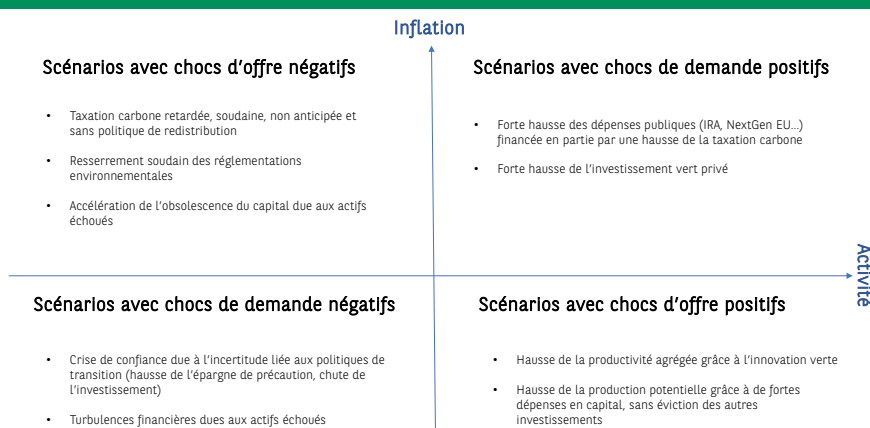 Inflation
Scénarios avec chocs d'offre négatifs
• Taxation carbone retardée, soudaine, non anticipée et
sans politique de redistribution
• Resserrement soudain des réglementations
environnementales
• Accélération de l'obsolescence du capital due aux actifs
échoués
Scénarios avec chocs de demande positifs
• Forte hausse des dépenses publiques (IRA, NextGen EU...)
financée en partie par une hausse de la taxation carbone
• Forte hausse de l'investissement vert privé
Activité
Scénarios avec chocs de demande négatifs
• Crise de confiance due à l'incertitude liée aux politiques de
transition (hausse de l'épargne de précaution, chute de
l'investissement)
• Turbulences financières dues aux actifs échoués
Scénarios avec chocs d'offre positifs
• Hausse de la productivité agrégée grâce à l'innovation verte
• Hausse de la production potentielle grâce à de fortes
dépenses en capital, sans éviction des autres
investissements